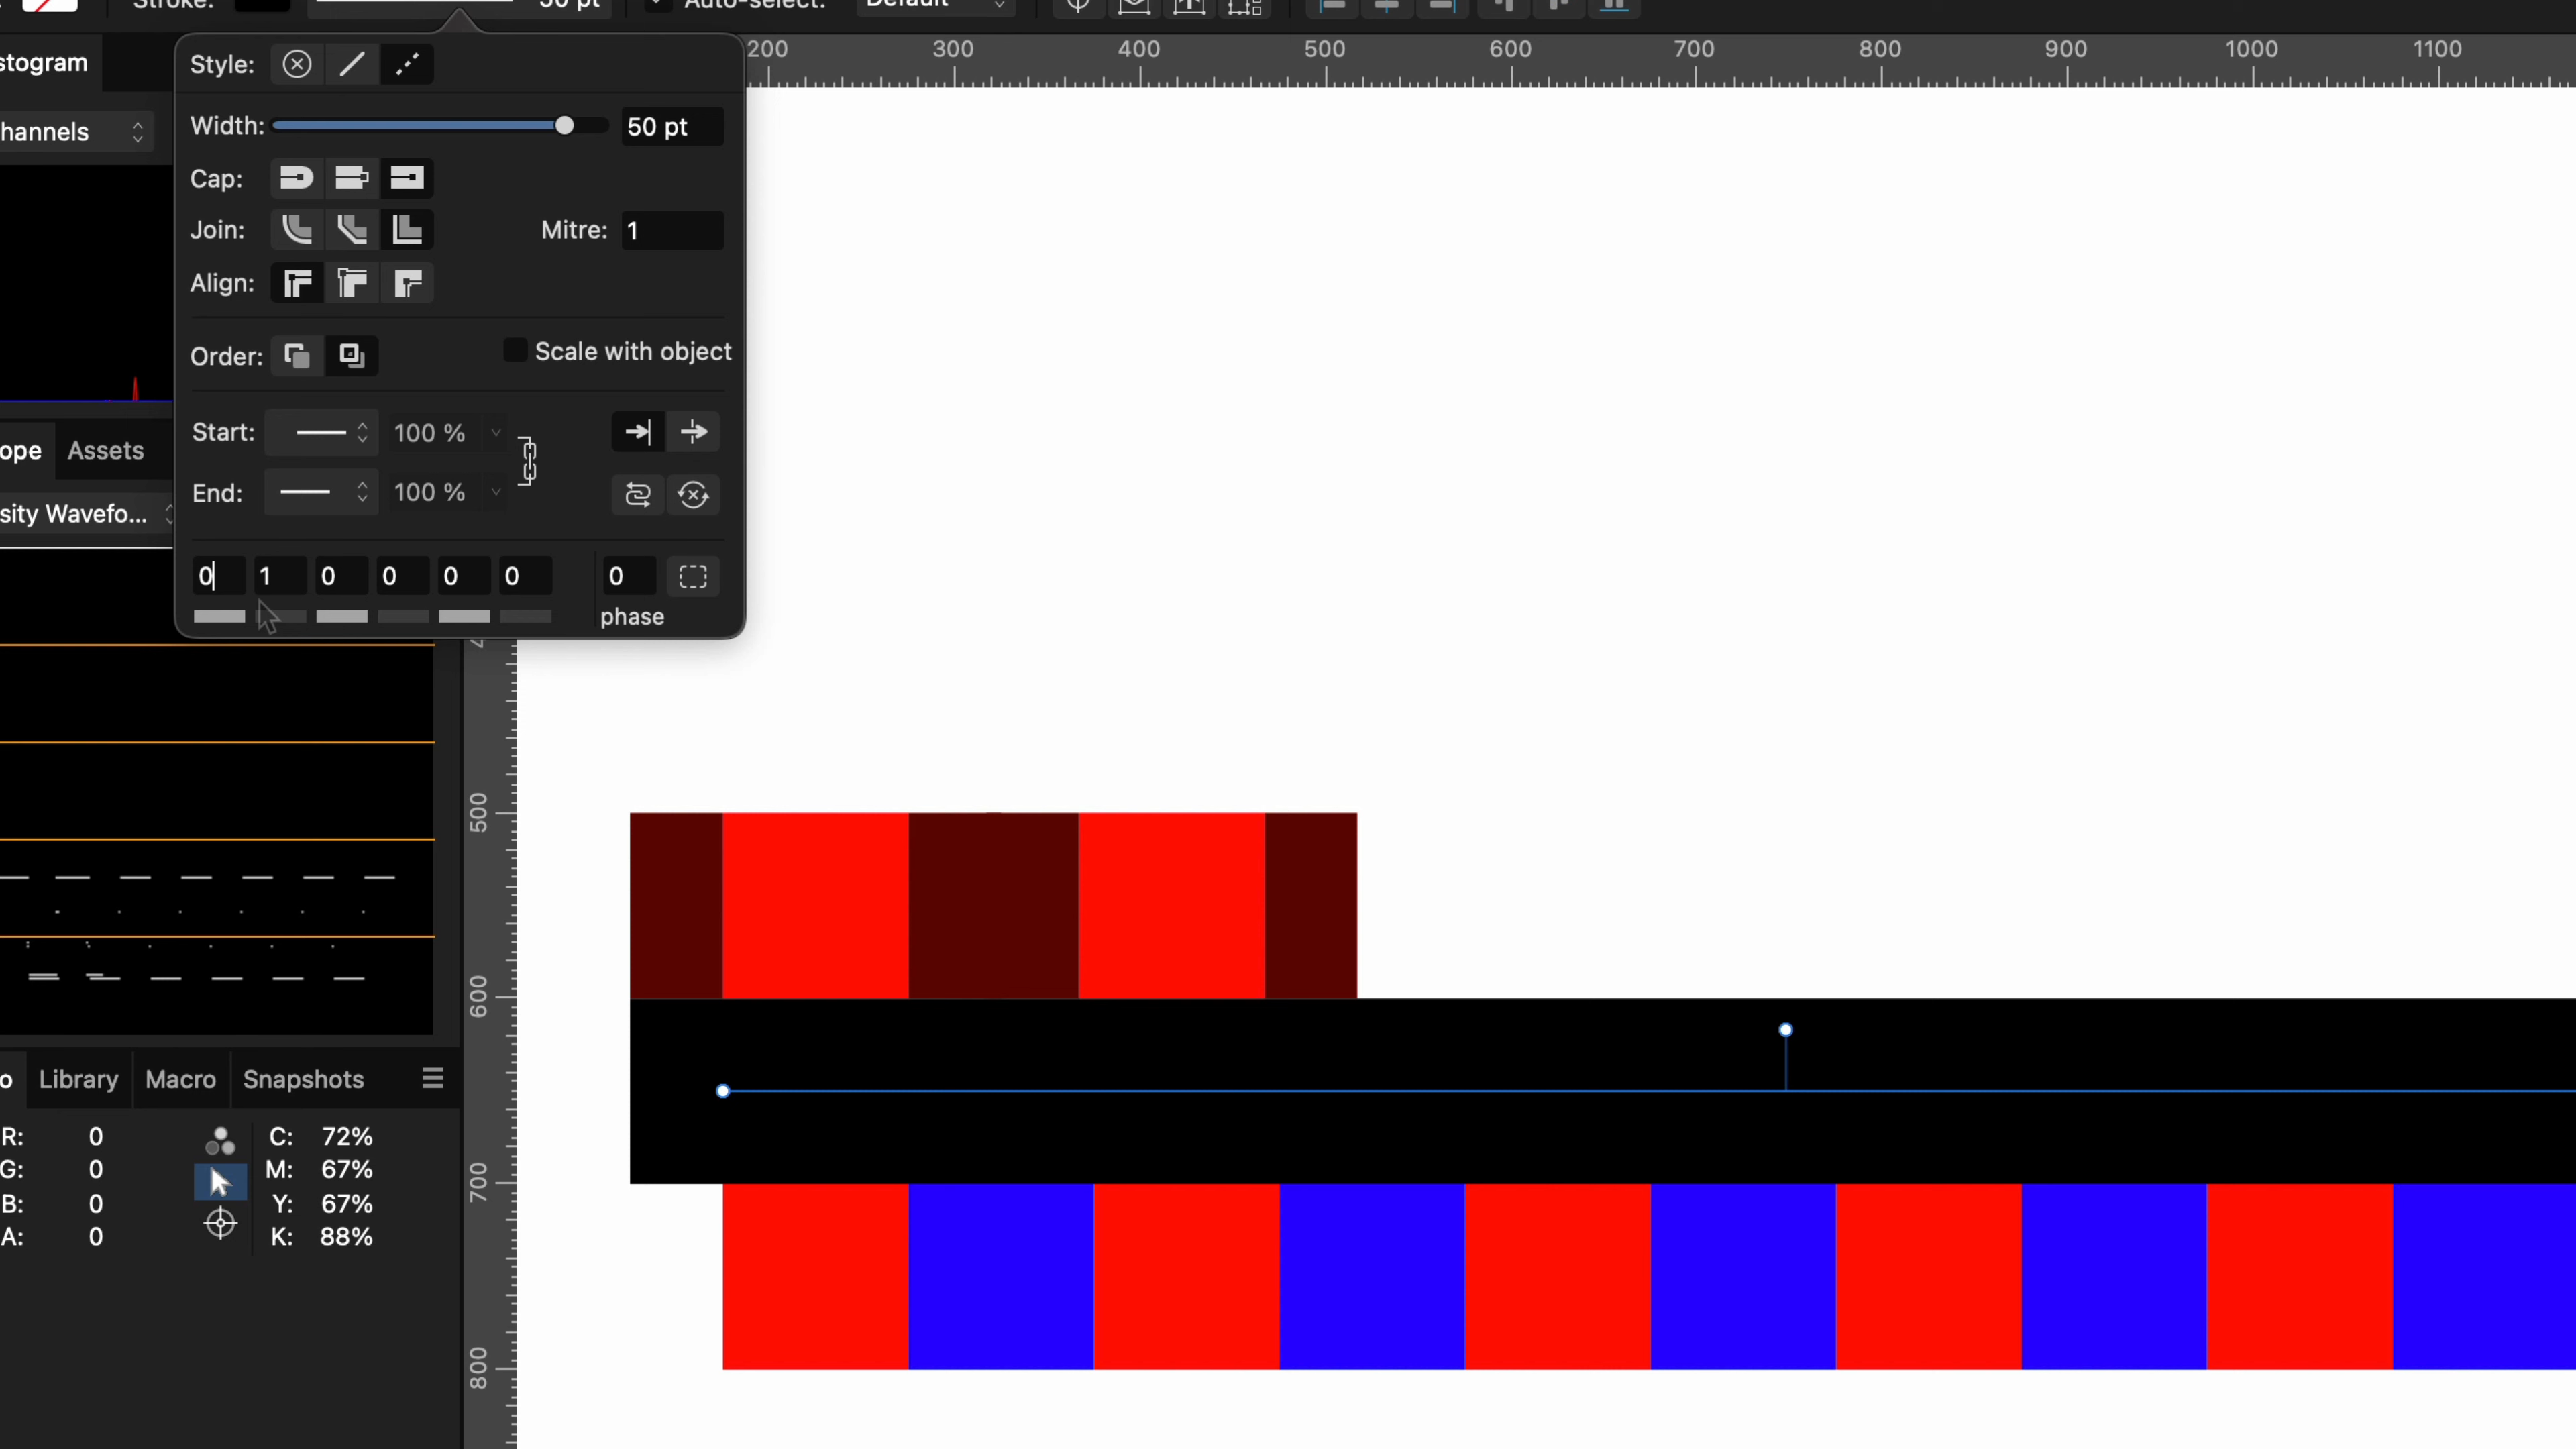 Stroke: 50 pt Auto-select: Default
stogram
Style:
200 300 400 500 600 700 800 900 1000 1100
hannels
Width: 50 pt
Cap:
Join: Mitre: 1
Align:
Order: Scale with object
Start: 100 %
ope Assets
End: 100 %
sity Wavefo...
0 1 0 0 0 0 0
phase
500
600
700
800
o Library Macro Snapshots
R: 0 C: 72%
G: 0 M: 67%
B: 0 Y: 67%
A: 0 K: 88%